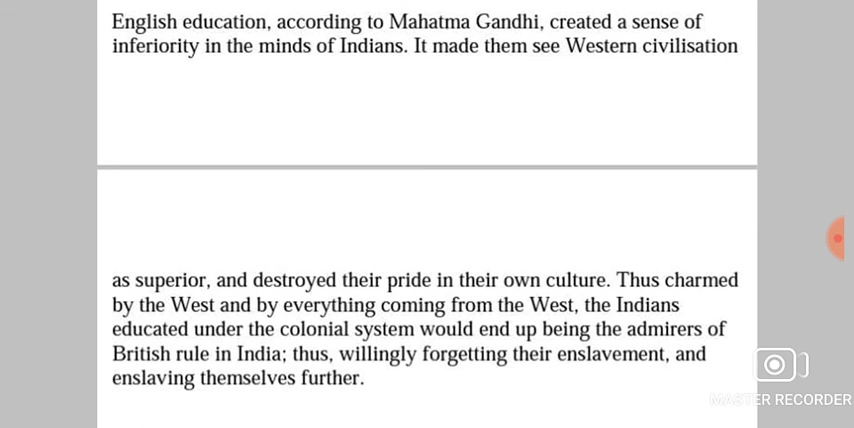 English education, according to Mahatma Gandhi, created a sense of
inferiority in the minds of Indians. It made them see Western civilisation
as superior, and destroyed their pride in their own culture. Thus charmed
by the West and by everything coming from the West, the Indians
educated under the colonial system would end up being the admirers of
British rule in India; thus, willingly forgetting their enslavement, and
enslaving themselves further.
MASTER RECORDER